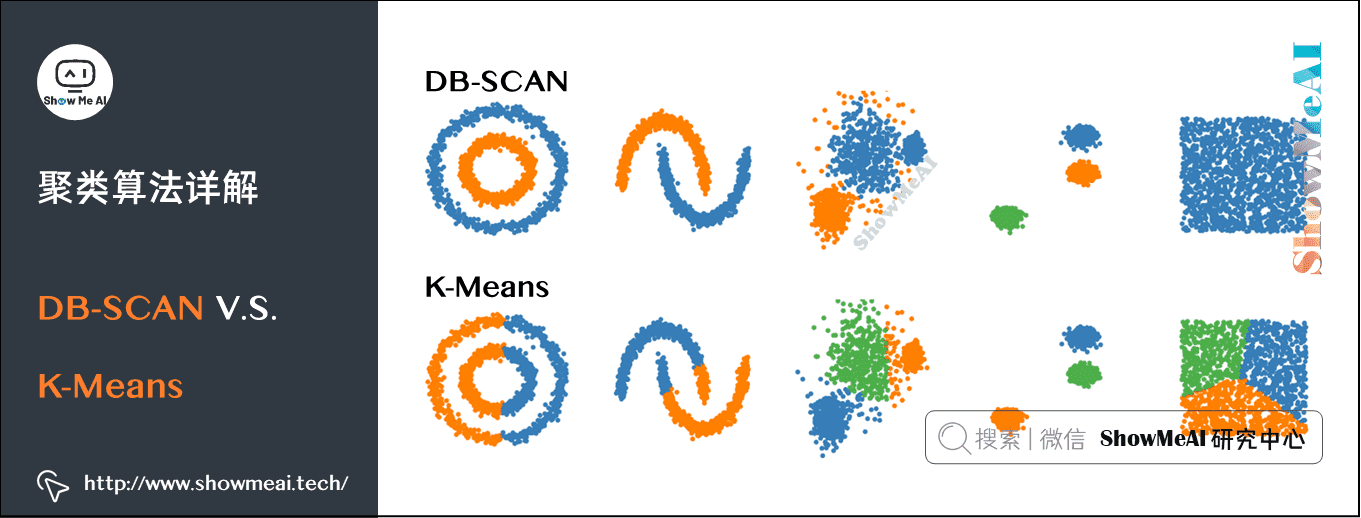 Show Me AI
聚类算法详解
DB-SCAN V.S.
K-Means
http://www.showmeai.tech/
DB-SCAN
ShowMeAI
ShowMeAI
K-Means
搜索 | 微信 ShowMeAI 研究中心